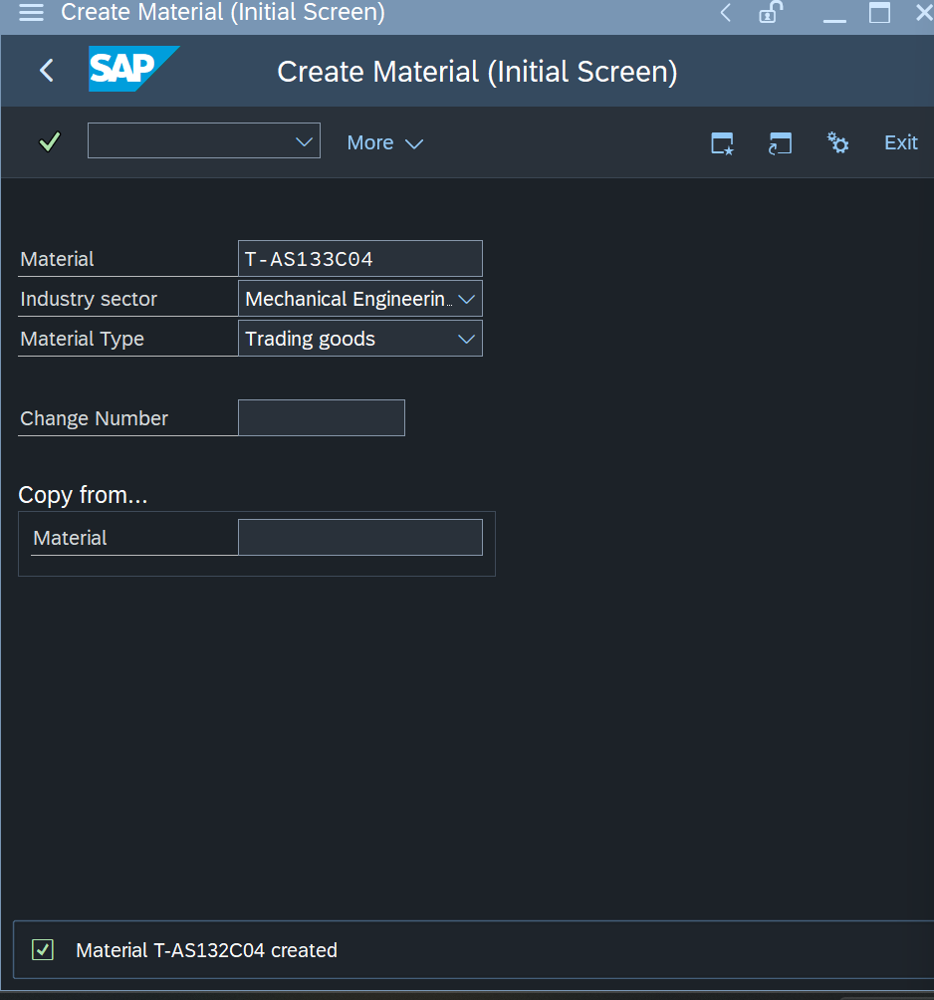 Create Material (Initial Screen)
SAP Create Material (Initial Screen)
More Exit
Material T-AS133C04
Industry sector Mechanical Engineerin…
Material Type Trading goods
Change Number
Copy from...
Material
Material T-AS132C04 created